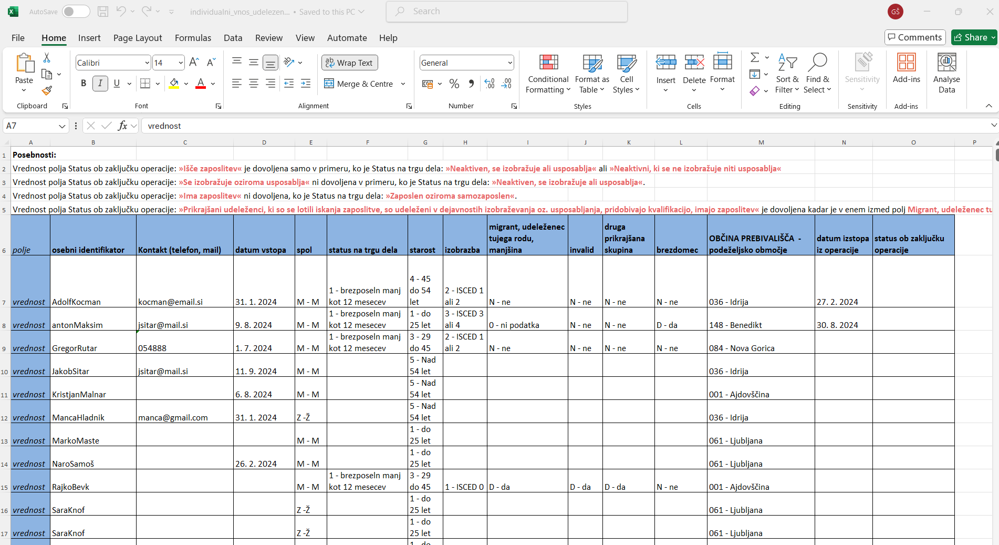 AutoSave individualni_vnos_udelezen... • Saved to this PC Search GŠ
File Home Insert Page Layout Formulas Data Review View Automate Help Comments Share
Calibri 14 Wrap Text General
Paste B I U A Merge & Centre % Conditional Formatting Format as Table Cell Styles Insert Delete Format Sort & Filter Find & Select Sensitivity Add-ins Analyse Data
Clipboard Font Alignment Number Styles Cells Editing Sensitivity Add-ins
A7 fx vrednost
A B C D E F G H I J K L M N O P
1 Posebnosti:
2 Vrednost polja Status ob zaključku operacije: »Išče zaposlitev« je dovoljena samo v primeru, ko je Status na trgu dela: »Neaktiven, se izobražuje ali usposablja« ali »Neaktivni, ki se ne izobražuje niti usposablja«
3 Vrednost polja Status ob zaključku operacije: »Se izobražuje oziroma usposablja« ni dovoljena v primeru, ko je Status na trgu dela: »Neaktiven, se izobražuje ali usposablja«.
4 Vrednost polja Status ob zaključku operacije: »Ima zaposlitev« ni dovoljena, ko je Status na trgu dela: »Zaposlen oziroma samozaposlen«.
5 Vrednost polja Status ob zaključku operacije: »Prikrajšani udeleženci, ki so se lotili iskanja zaposlitve, so udeleženi v dejavnostih izobraževanja oz. usposabljanja, pridobivajo kvalifikacijo, imajo zaposlitev« je dovoljena kadar je v enem izmed polj Migrant, udeleženec tu
6 polje osebni identifikator Kontakt (telefon, mail) datum vstopa spol status na trgu dela starost izobrazba migrant, udeleženec tujega rodu, manjšina invalid druga prikrajšana skupina brezdomec OBČINA PREBIVALIŠČA - podeželjsko območje datum izstopa iz operacije status ob zaključku operacije
7 vrednost AdolfKocman kocman@email.si 31. 1. 2024 M - M 1 - brezposeln manj kot 12 mesecev 4 - 45 do 54 let 2 - ISCED 1 ali 2 N - ne N - ne N - ne N - ne 036 - Idrija 27. 2. 2024
8 vrednost antonMaksim jsitar@mail.si 9. 8. 2024 M - M 1 - brezposeln manj kot 12 mesecev 1 - do 25 let 3 - ISCED 3 ali 4 0 - ni podatka N - ne N - ne D - da 148 - Benedikt 30. 8. 2024
9 vrednost GregorRutar 054888 1. 7. 2024 M - M 1 - brezposeln manj kot 12 mesecev 3 - 29 do 45 2 - ISCED 1 ali 2 N - ne N - ne N - ne N - ne 084 - Nova Gorica
10 vrednost JakobSitar jsitar@mail.si 11. 9. 2024 M - M 5 - Nad 54 let 036 - Idrija
11 vrednost KristjanMalnar 6. 8. 2024 M - M 5 - Nad 54 let 001 - Ajdovščina
12 vrednost MancaHladnik manca@gmail.com 31. 1. 2024 Z -Ž 5 - Nad 54 let 036 - Idrija
13 vrednost MarkoMaste M - M 1 - do 25 let 061 - Ljubljana
14 vrednost NaroSamoš 26. 2. 2024 M - M 1 - do 25 let 061 - Ljubljana
15 vrednost RajkoBevk M - M 1 - brezposeln manj kot 12 mesecev 3 - 29 do 45 1 - ISCED 0 D - da D - da D - da N - ne 001 - Ajdovščina
16 vrednost SaraKnof Z -Ž 1 - do 25 let 061 - Ljubljana
17 vrednost SaraKnof Z -Ž 1 - do 25 let 061 - Ljubljana
1 - do